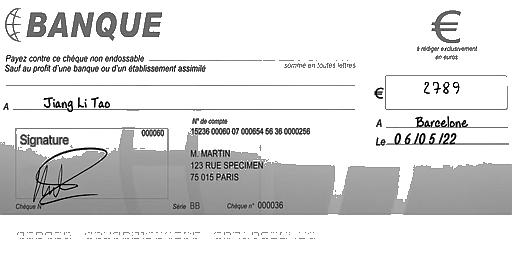 BANQUE
€
à rédiger exclusivement
en euros
Payez contre ce chèque non endossable
Sauf au profit d'une banque ou d'un établissement assimilé
somme en toutes lettres
€ 2789
A Jiang Li Tao
A Barcelone
Le 06/05/22
Signature
000060
N° de compte
15236 00060 07 000654 56 36 0000256
M. MARTIN
123 RUE SPECIMEN
75 015 PARIS
Chèque N°
Série BB
Chèque n° 000036